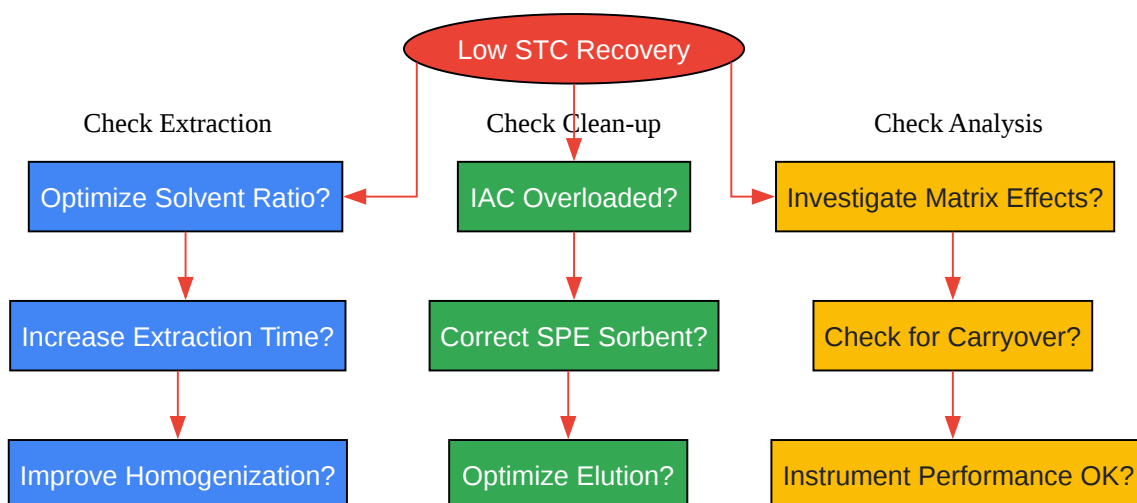 Low STC Recovery
Check Extraction
Check Clean-up
Check Analysis
Optimize Solvent Ratio?
IAC Overloaded?
Investigate Matrix Effects?
Increase Extraction Time?
Correct SPE Sorbent?
Check for Carryover?
Improve Homogenization?
Optimize Elution?
Instrument Performance OK?